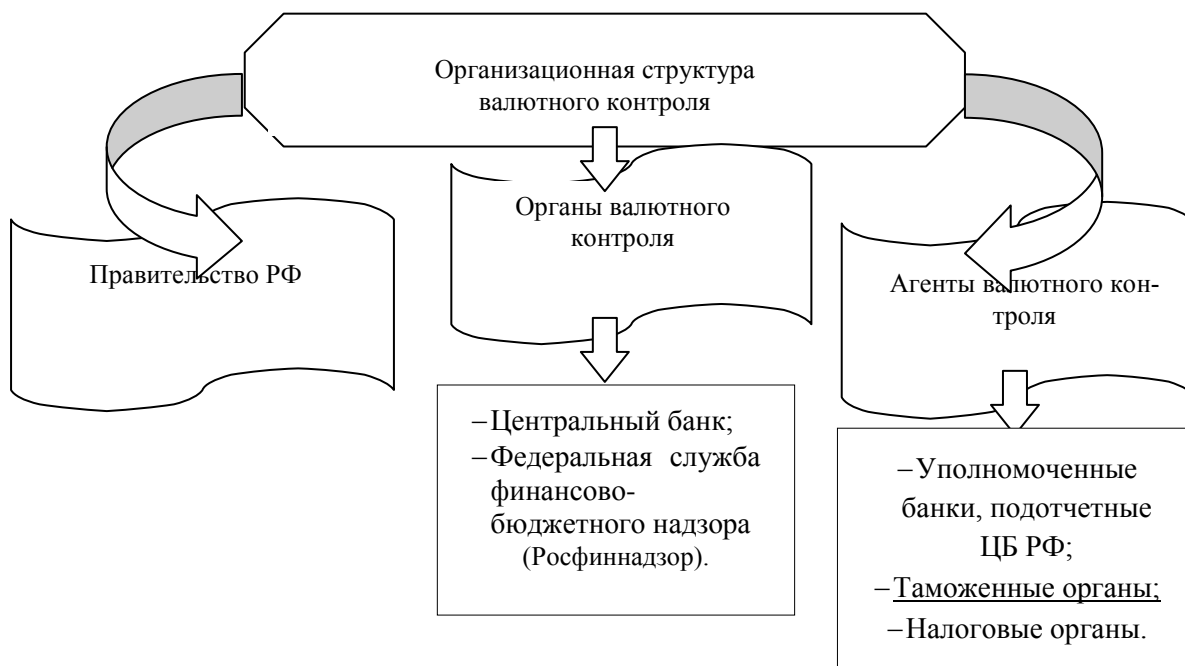 Организационная структура
валютного контроля
Правительство РФ
Органы валютного
контроля
Агенты валютного кон-
троля
–Центральный банк;
–Федеральная служба
финансово-
бюджетного надзора
(Росфиннадзор).
–Уполномоченные
банки, подотчетные
ЦБ РФ;
–Таможенные органы;
–Налоговые органы.